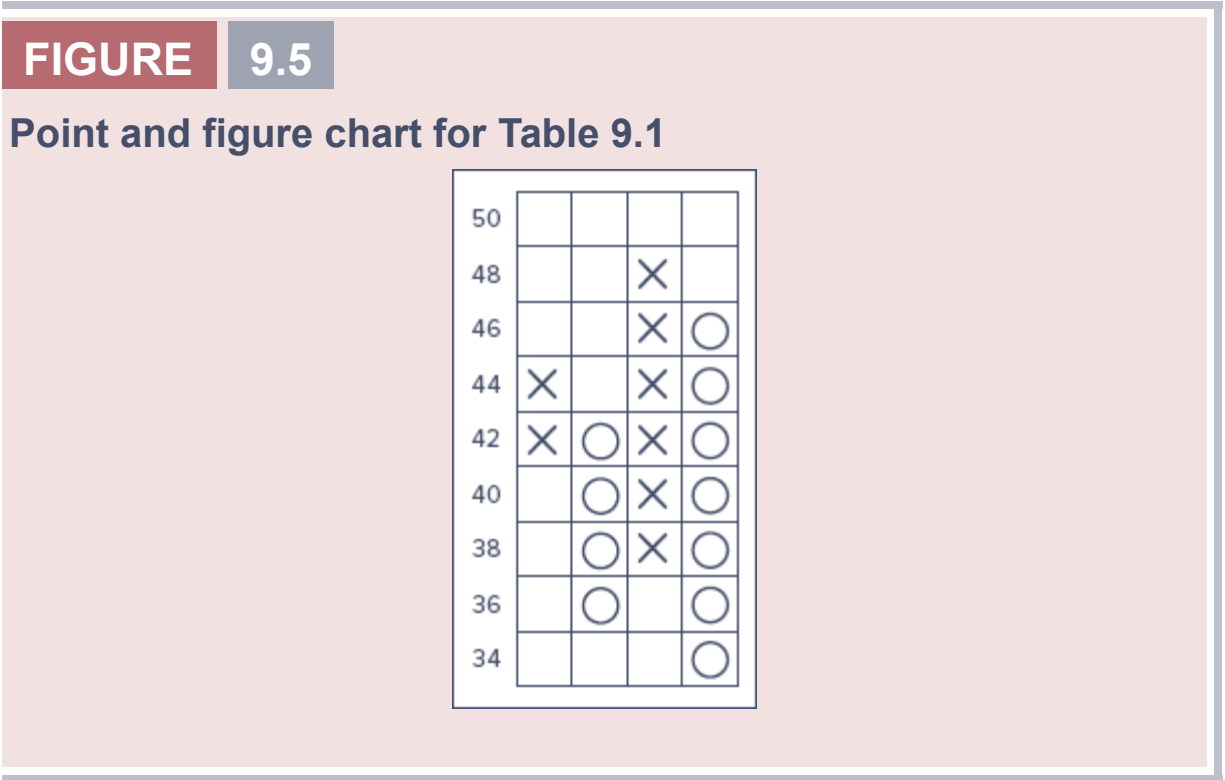 FIGURE 9.5
Point and figure chart for Table 9.1
50
48 X
46 X O
44 X X O
42 X O X O
40 O X O
38 O X O
36 O O
34 O